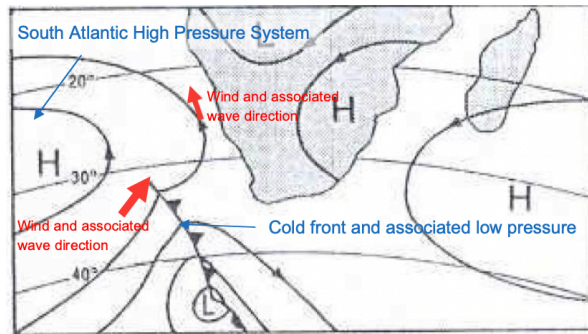 South Atlantic High Pressure System
L
20°
Wind and associated
wave direction
H
H
H
30°
Wind and associated
wave direction
Cold front and associated low pressure
40°
L